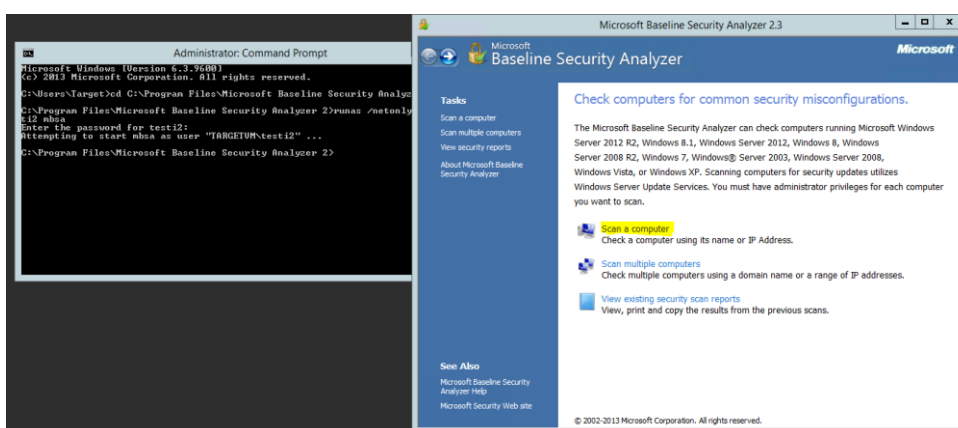 Administrator: Command Prompt
Microsoft Windows [Version 6.3.9600]
(c) 2013 Microsoft Corporation. All rights reserved.
C:\Users\Target>cd C:\Program Files\Microsoft Baseline Security Analyz
C:\Program Files\Microsoft Baseline Security Analyzer 2>runas /netonly
ti2 mbsa
Enter the password for testi2:
Attempting to start mbsa as user "TARGETVM\testi2" ...
C:\Program Files\Microsoft Baseline Security Analyzer 2>
Microsoft Baseline Security Analyzer 2.3
Microsoft
Baseline Security Analyzer
Microsoft
Tasks
Scan a computer
Scan multiple computers
View security reports
About Microsoft Baseline
Security Analyzer
See Also
Microsoft Baseline Security
Analyzer Help
Microsoft Security Web site
Check computers for common security misconfigurations.
The Microsoft Baseline Security Analyzer can check computers running Microsoft Windows
Server 2012 R2, Windows 8.1, Windows Server 2012, Windows 8, Windows
Server 2008 R2, Windows 7, Windows® Server 2003, Windows Server 2008,
Windows Vista, or Windows XP. Scanning computers for security updates utilizes
Windows Server Update Services. You must have administrator privileges for each computer
you want to scan.
Scan a computer
Check a computer using its name or IP Address.
Scan multiple computers
Check multiple computers using a domain name or a range of IP addresses.
View existing security scan reports
View, print and copy the results from the previous scans.
© 2002-2013 Microsoft Corporation. All rights reserved.